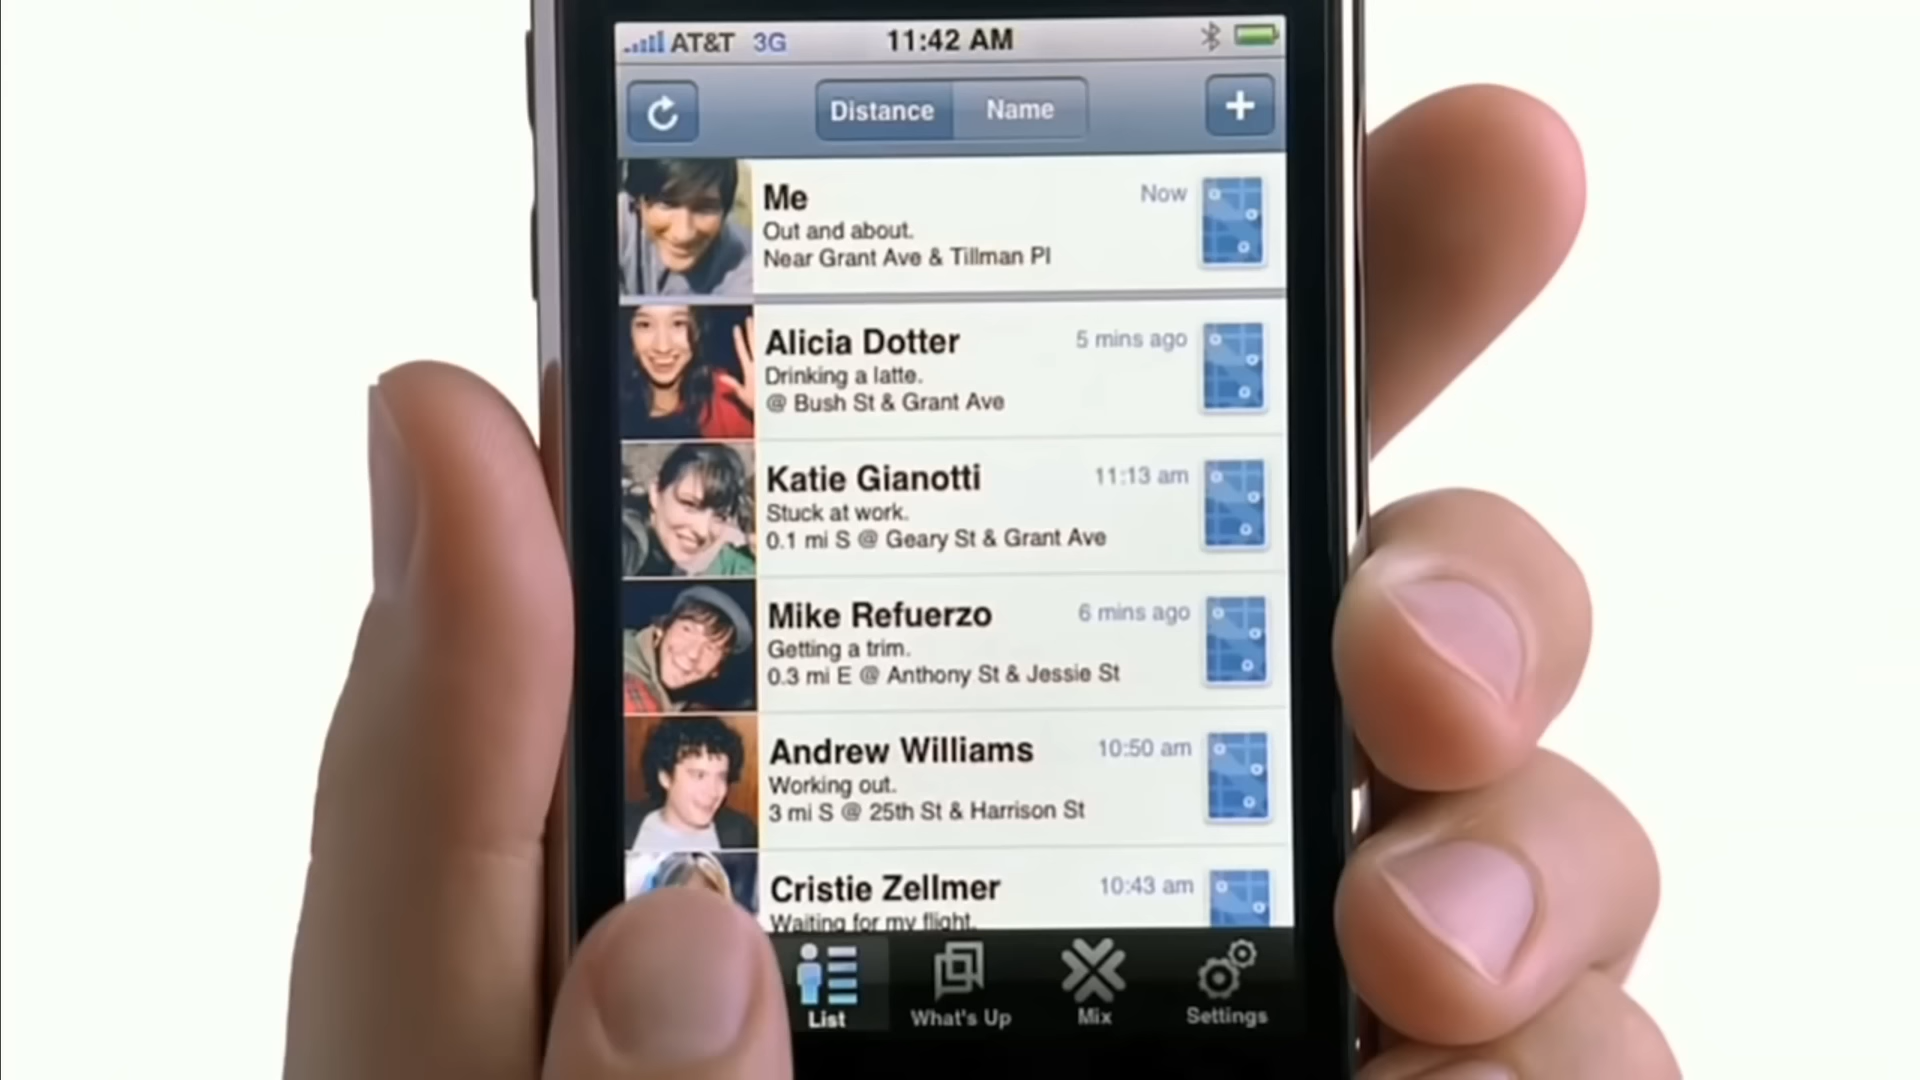 AT&T 3G 11:42 AM
Distance Name
Me Now
Out and about.
Near Grant Ave & Tillman Pl
Alicia Dotter 5 mins ago
Drinking a latte.
@ Bush St & Grant Ave
Katie Gianotti 11:13 am
Stuck at work.
0.1 mi S @ Geary St & Grant Ave
Mike Refuerzo 6 mins ago
Getting a trim.
0.3 mi E @ Anthony St & Jessie St
Andrew Williams 10:50 am
Working out.
3 mi S @ 25th St & Harrison St
Cristie Zellmer 10:43 am
Waiting for my flight.
List What's Up Mix Settings